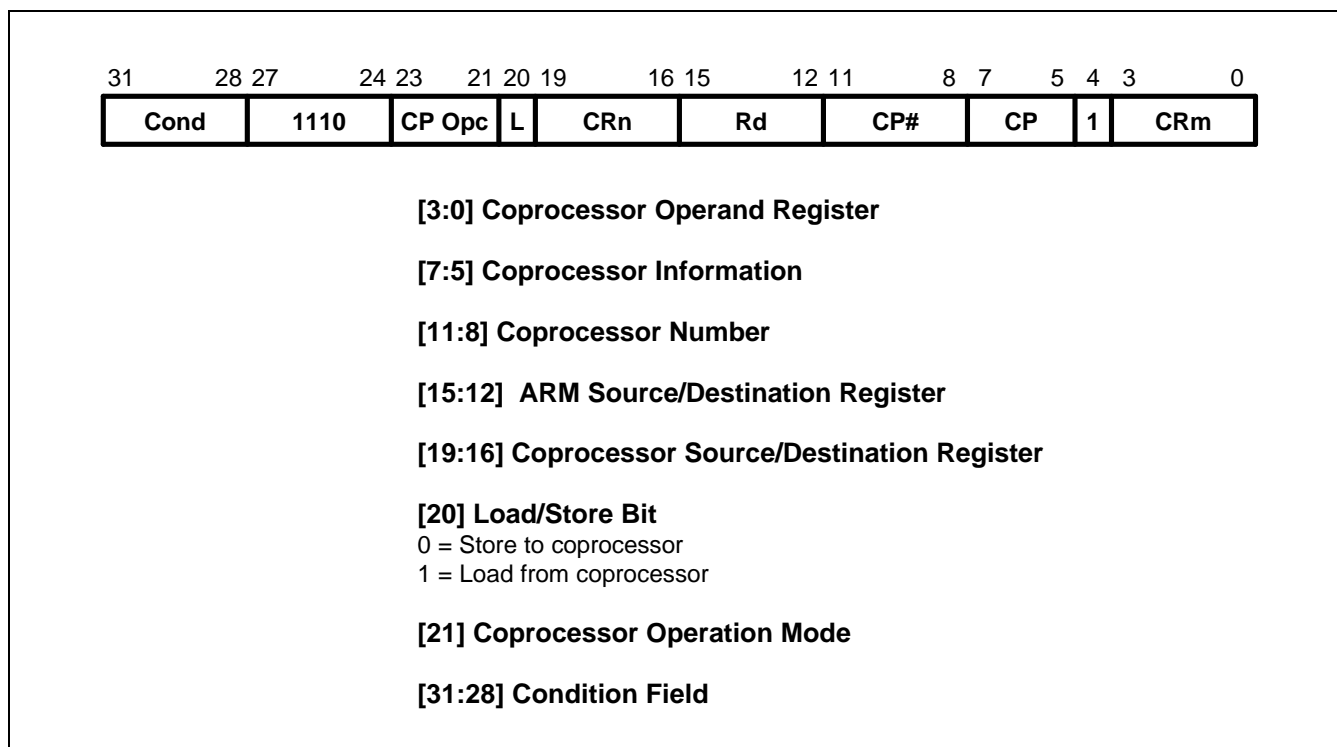 31 28 27 24 23 21 20 19 16 15 12 11 8 7 5 4 3 0
Cond 1110 CP Opc L CRn Rd CP# CP 1 CRm
[3:0] Coprocessor Operand Register
[7:5] Coprocessor Information
[11:8] Coprocessor Number
[15:12] ARM Source/Destination Register
[19:16] Coprocessor Source/Destination Register
[20] Load/Store Bit
0 = Store to coprocessor
1 = Load from coprocessor
[21] Coprocessor Operation Mode
[31:28] Condition Field